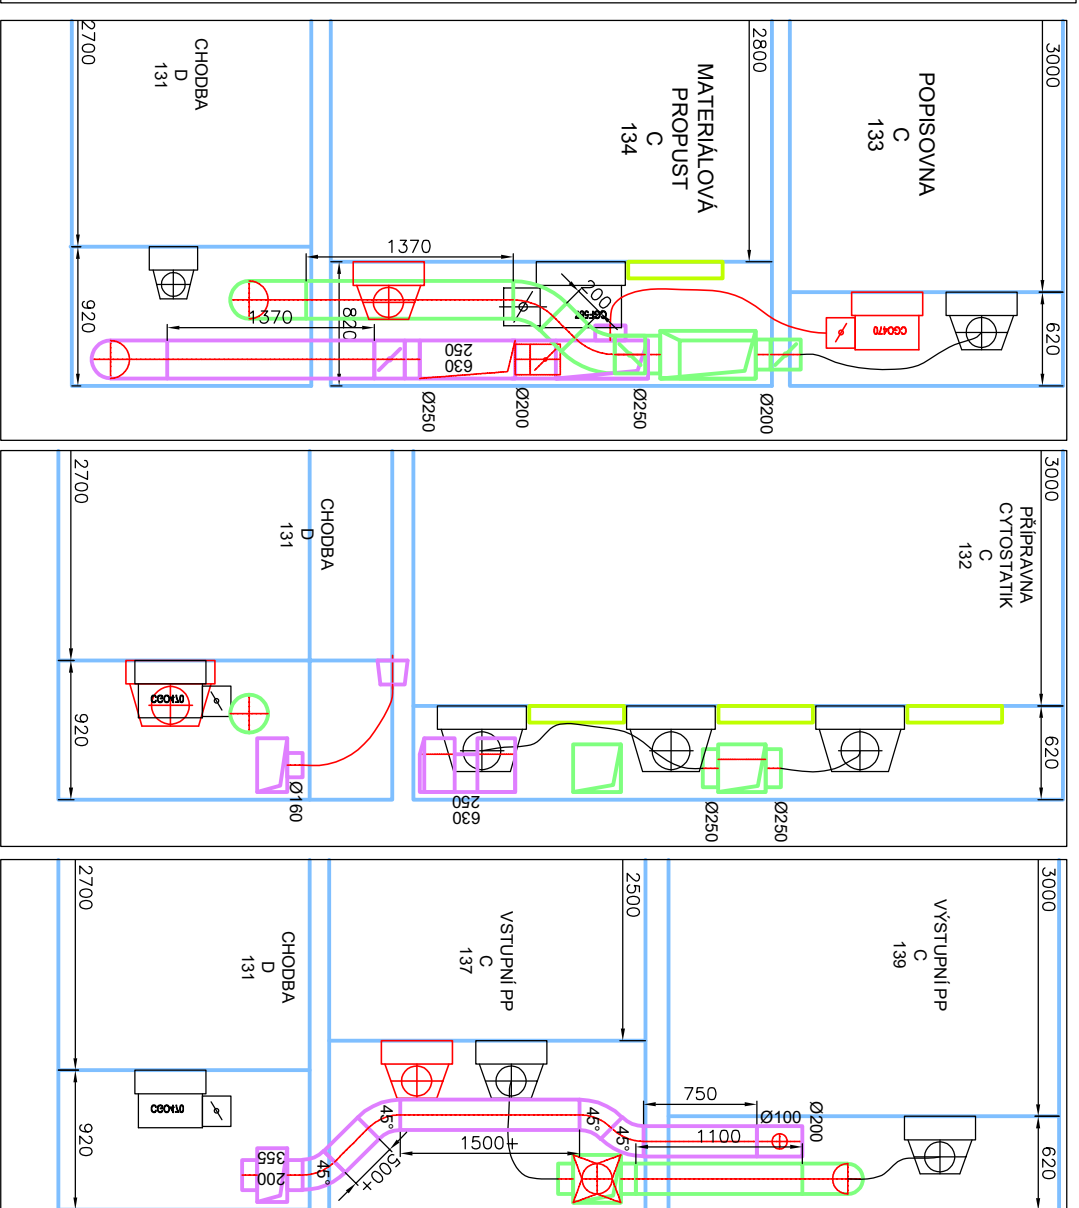 2700
CHODBA
D
131
920
1370
1370
820
MATERIÁLOVÁ
PROPUST
C
134
2800
200
630
250
Ø250
Ø200
Ø250
Ø200
POPISOVNA
C
133
3000
CGO470
620
2700
CHODBA
D
131
920
CGO470
Ø160
PŘÍPRAVNA
CYTOSTATIK
C
132
3000
620
630
250
Ø250
Ø250
2700
CHODBA
D
131
920
CGO470
355
200
45°
500+
45°
1500+
45°
45°
VSTUPNÍ PP
C
137
2500
750
1100
Ø100
Ø200
VÝSTUPNÍ PP
C
139
3000
620